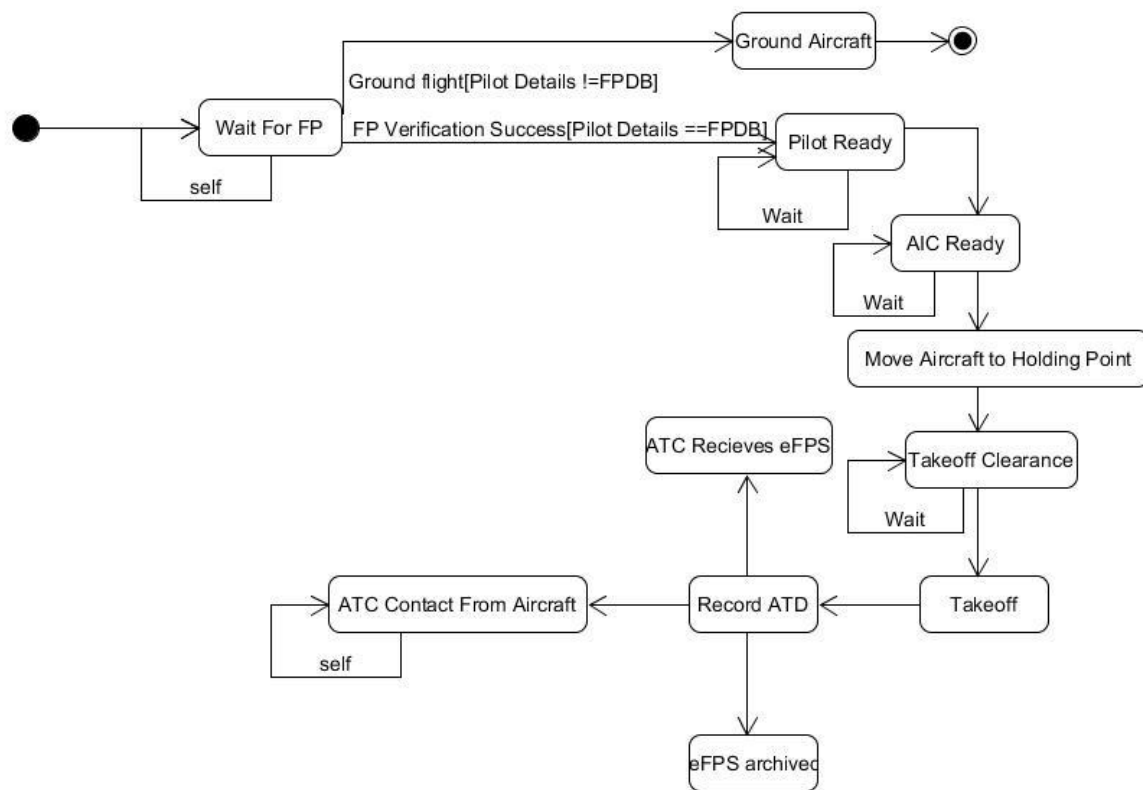 Ground Aircraft
Ground flight[Pilot Details !=FPDB]
Wait For FP
FP Verification Success[Pilot Details ==FPDB]
Pilot Ready
self
Wait
AIC Ready
Wait
Move Aircraft to Holding Point
ATC Recieves eFPS
Takeoff Clearance
Wait
ATC Contact From Aircraft
Record ATD
Takeoff
self
eFPS archived